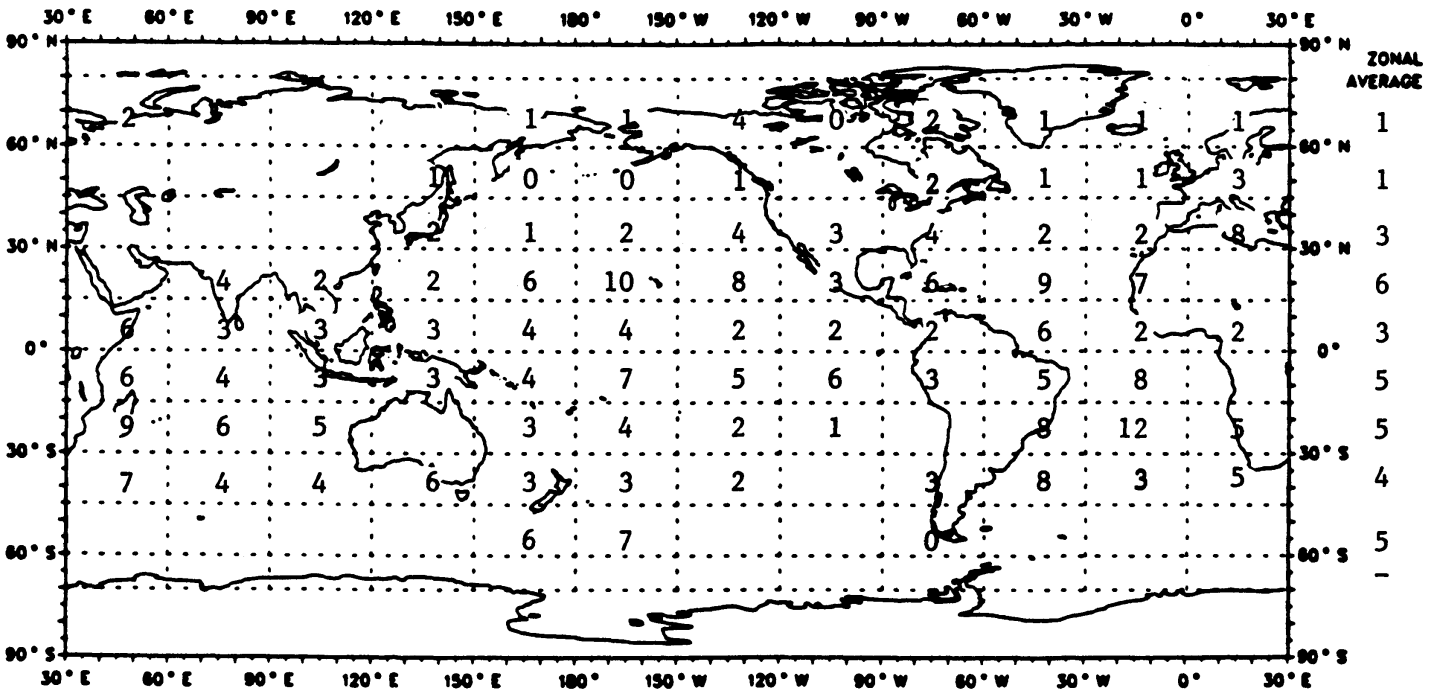 30° E 60° E 90° E 120° E 150° E 180° 150° W 120° W 90° W 60° W 30° W 0° 30° E
90° N 90° N
ZONAL
AVERAGE
2 1 1 4 0 2 1 1 1 1
60° N 60° N
1 0 0 1 2 1 1 3 1
2 1 2 4 3 4 2 2 8 3
30° N 30° N
4 2 2 6 10 8 3 6 9 7 6
6 3 3 3 4 4 2 2 2 6 2 2 3
0° 0°
6 4 3 3 4 7 5 6 3 5 8 5
9 6 5 3 4 2 1 8 12 5 5
30° S 30° S
7 4 4 6 3 3 2 3 8 3 5 4
6 7 0 5
60° S 60° S
–
90° S 90° S
30° E 60° E 90° E 120° E 150° E 180° 150° W 120° W 90° W 60° W 30° W 0° 30° E